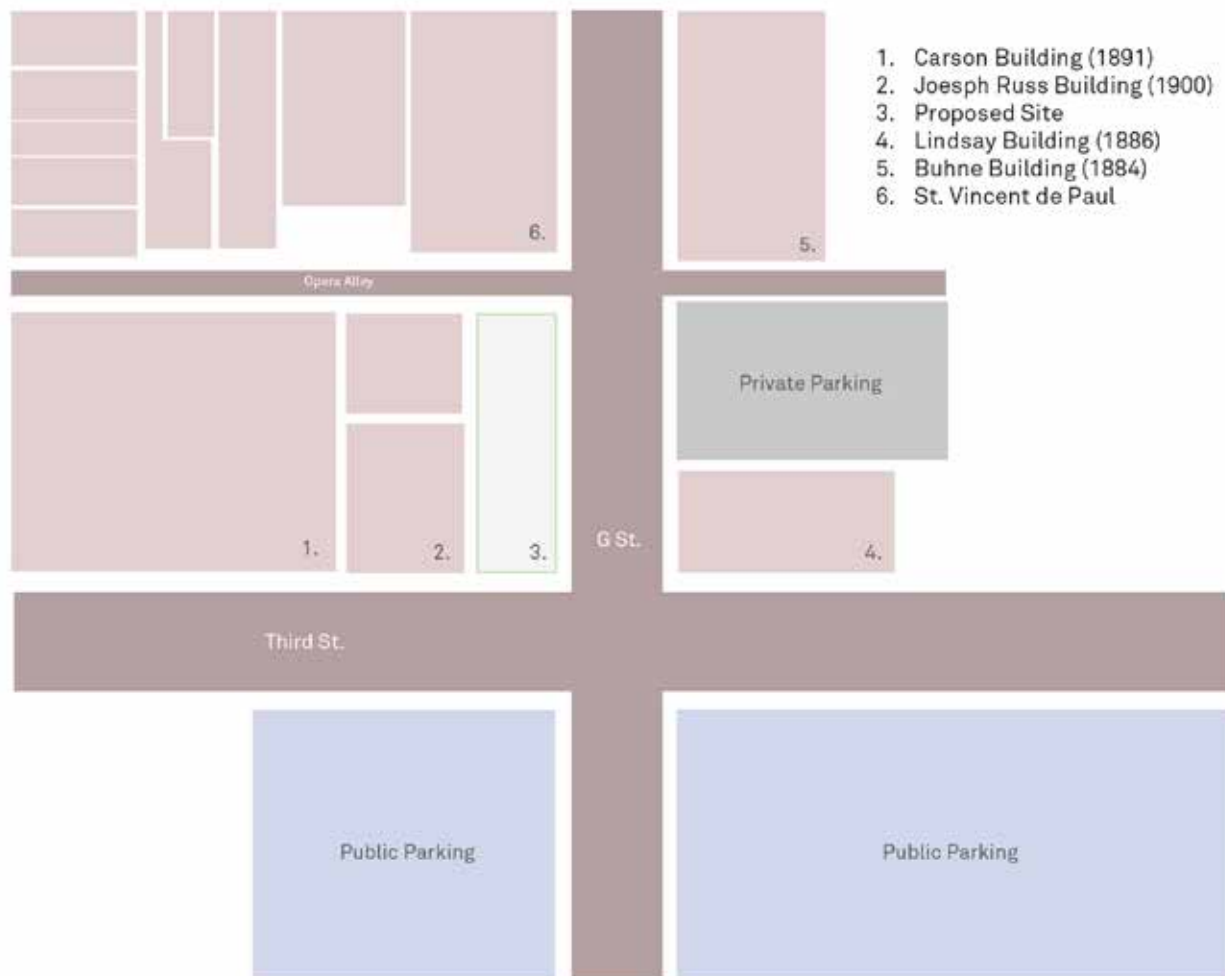 1. Carson Building (1891)
2. Joesph Russ Building (1900)
3. Proposed Site
4. Lindsay Building (1886)
5. Buhne Building (1884)
6. St. Vincent de Paul
6.
5.
Opera Alley
Private Parking
1.
2.
3.
G St.
4.
Third St.
Public Parking
Public Parking